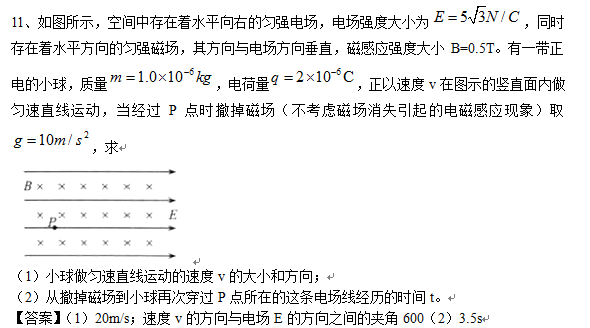 11、如图所示，空间中存在着水平向右的匀强电场，电场强度大小为 E=5√3N/C，同时
存在着水平方向的匀强磁场，其方向与电场方向垂直，磁感应强度大小 B=0.5T。有一带正
电的小球，质量 m=1.0×10⁻⁶kg，电荷量 q=2×10⁻⁶C，正以速度 v 在图示的竖直面内做
匀速直线运动，当经过 P 点时撤掉磁场（不考虑磁场消失引起的电磁感应现象）取
g=10m/s²，求↵
B × × × × × ×
× × × × × × E
P
× × × × × ×
↵
（1）小球做匀速直线运动的速度 v 的大小和方向；↵
（2）从撤掉磁场到小球再次穿过 P 点所在的这条电场线经历的时间 t。↵
【答案】（1）20m/s；速度 v 的方向与电场 E 的方向之间的夹角 600（2）3.5s↵